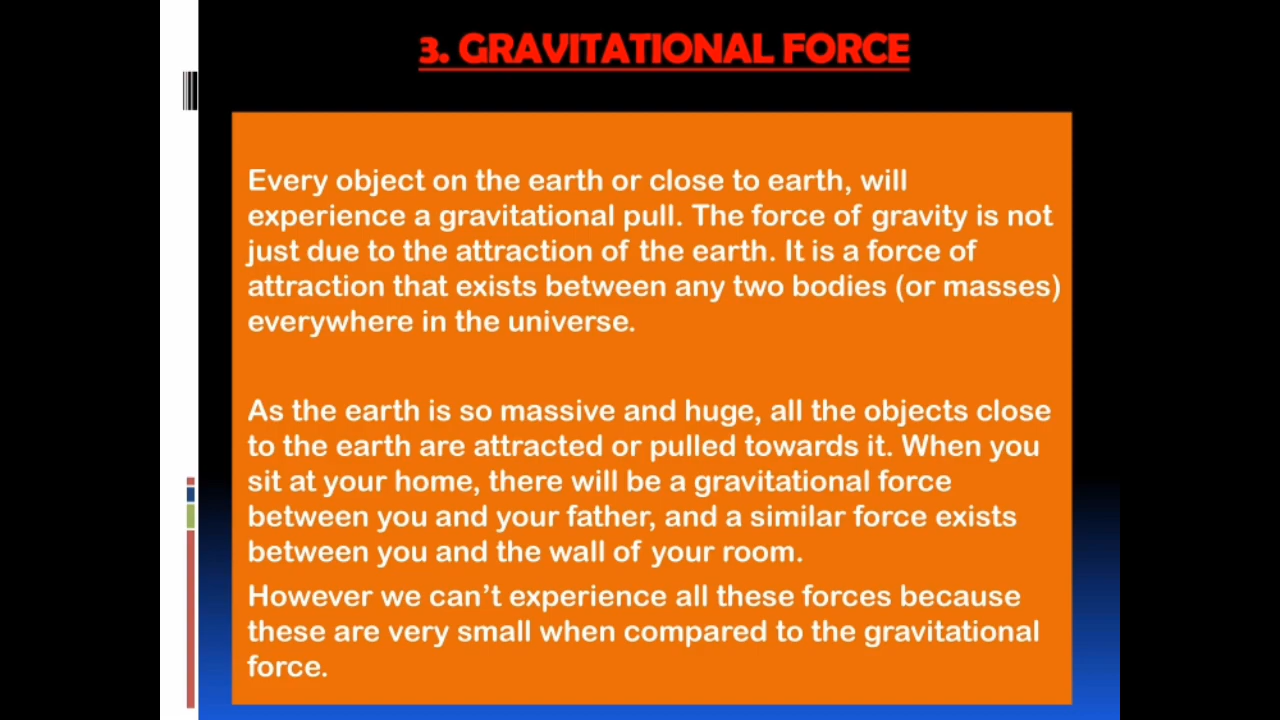 3. GRAVITATIONAL FORCE
Every object on the earth or close to earth, will
experience a gravitational pull. The force of gravity is not
just due to the attraction of the earth. It is a force of
attraction that exists between any two bodies (or masses)
everywhere in the universe.
As the earth is so massive and huge, all the objects close
to the earth are attracted or pulled towards it. When you
sit at your home, there will be a gravitational force
between you and your father, and a similar force exists
between you and the wall of your room.
However we can’t experience all these forces because
these are very small when compared to the gravitational
force.